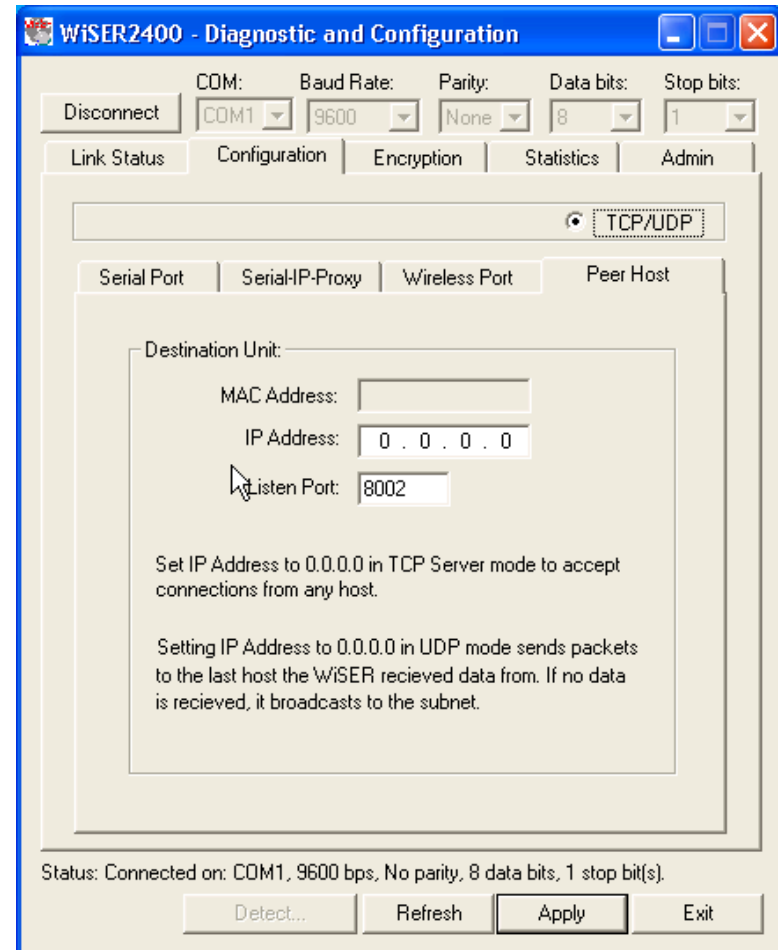 WiSER2400 - Diagnostic and Configuration
COM: Baud Rate: Parity: Data bits: Stop bits:
Disconnect COM1 9600 None 8 1
Link Status Configuration Encryption Statistics Admin
TCP/UDP
Serial Port Serial-IP-Proxy Wireless Port Peer Host
Destination Unit:
MAC Address:
IP Address: 0 . 0 . 0 . 0
Listen Port: 8002
Set IP Address to 0.0.0.0 in TCP Server mode to accept
connections from any host.
Setting IP Address to 0.0.0.0 in UDP mode sends packets
to the last host the WiSER recieved data from. If no data
is recieved, it broadcasts to the subnet.
Status: Connected on: COM1, 9600 bps, No parity, 8 data bits, 1 stop bit(s).
Detect... Refresh Apply Exit